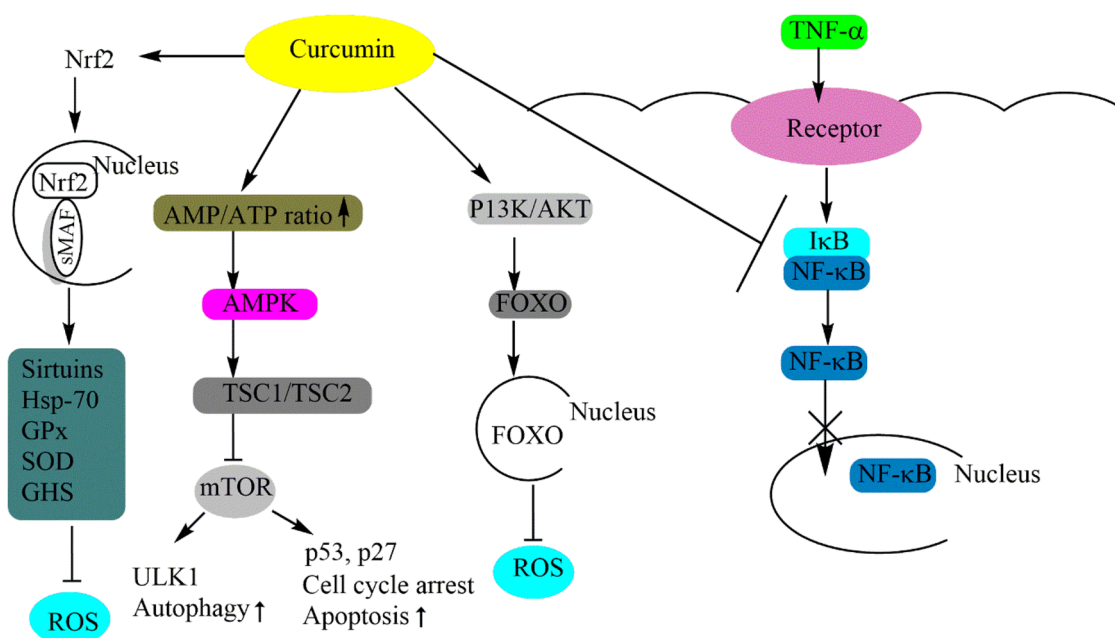 Curcumin
TNF-α
Nrf2
Receptor
Nucleus
Nrf2
sMAF
AMP/ATP ratio
P13K/AKT
IκB
NF-κB
AMPK
FOXO
NF-κB
Sirtuins
Hsp-70
GPx
SOD
GHS
TSC1/TSC2
Nucleus
FOXO
mTOR
NF-κB
Nucleus
ULK1
Autophagy↑
p53, p27
Cell cycle arrest
Apoptosis↑
ROS
ROS